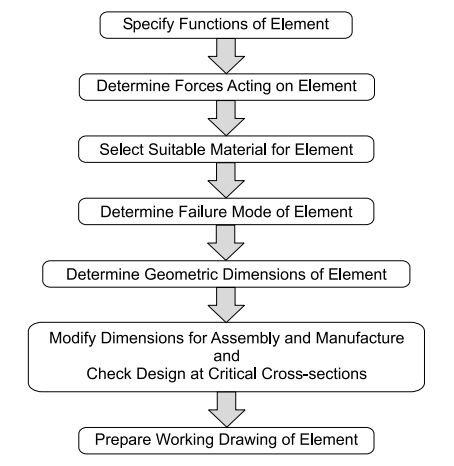 Specify Functions of Element
Determine Forces Acting on Element
Select Suitable Material for Element
Determine Failure Mode of Element
Determine Geometric Dimensions of Element
Modify Dimensions for Assembly and Manufacture
and
Check Design at Critical Cross-sections
Prepare Working Drawing of Element